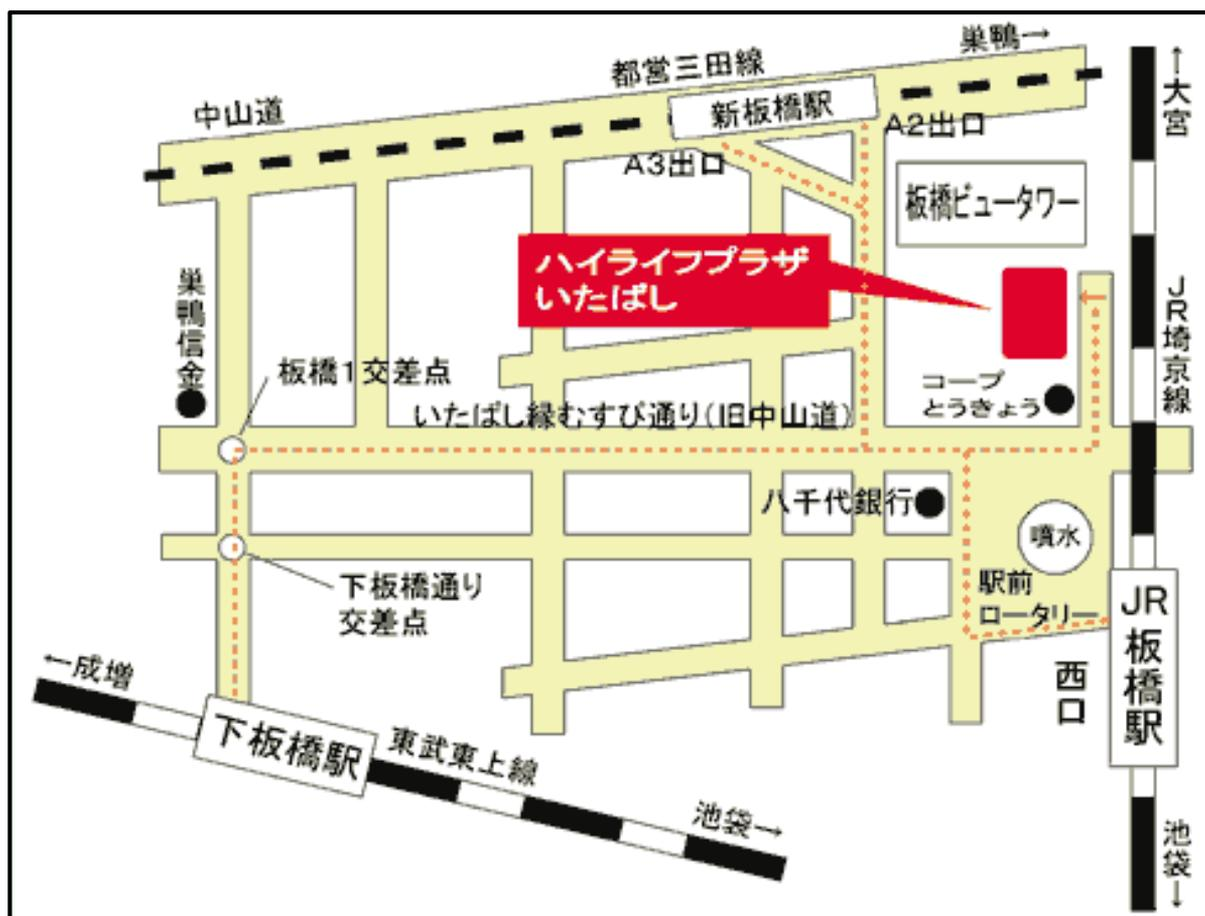 巣鴨→
都営三田線
中山道
新板橋駅
A2出口
A3出口
↑大宮
板橋ビュータワー
ハイライフプラザ
いたばし
JR埼京線
巣鴨信金
板橋1交差点
コープ
とうきょう
いたばし縁むすび通り(旧中山道)
八千代銀行
噴水
下板橋通り
交差点
駅前
ロータリー
JR
板橋駅
西口
←成増
下板橋駅
東武東上線
池袋→
池袋↓